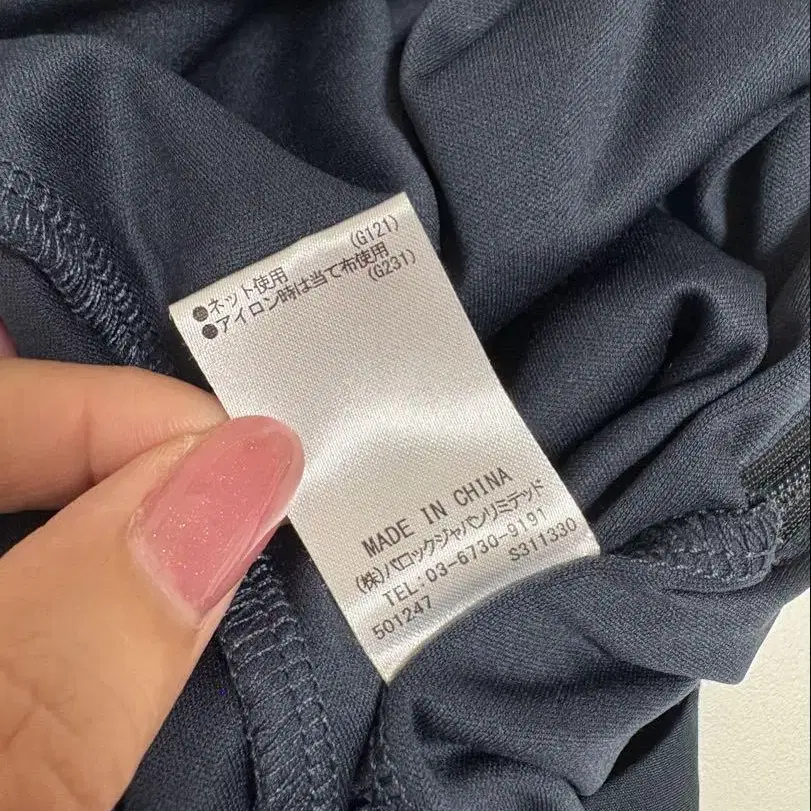 ●ネット使用 (G121)
●アイロン時は当て布使用 (G231)
MADE IN CHINA
(株)バロックジャパンリミテッド
TEL:03-6730-9191
501247 S311330